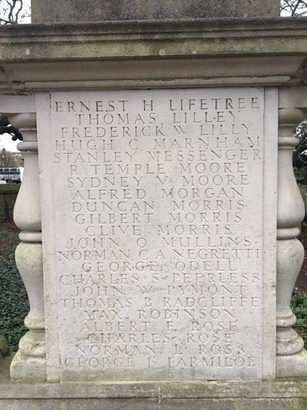 ERNEST H LIFETREE
THOMAS LILLEY
FREDERICK W LILLY
HUGH C MARNHAM
STANLEY MESSENGER
R TEMPLE MOORE
SYDNEY V MOORE
ALFRED MORGAN
DUNCAN MORRIS
GILBERT MORRIS
CLIVE MORRIS
JOHN O MULLINS
NORMAN C.A. NEGRETTI
GEORGE ODELL
CHARLES PEERLESS
JOHN W PYMONT
THOMAS B RADCLIFFE
MAX ROBINSON
ALBERT E ROSE
CHARLES ROSE
NORMAN ROSS
GEORGE FARMILOE